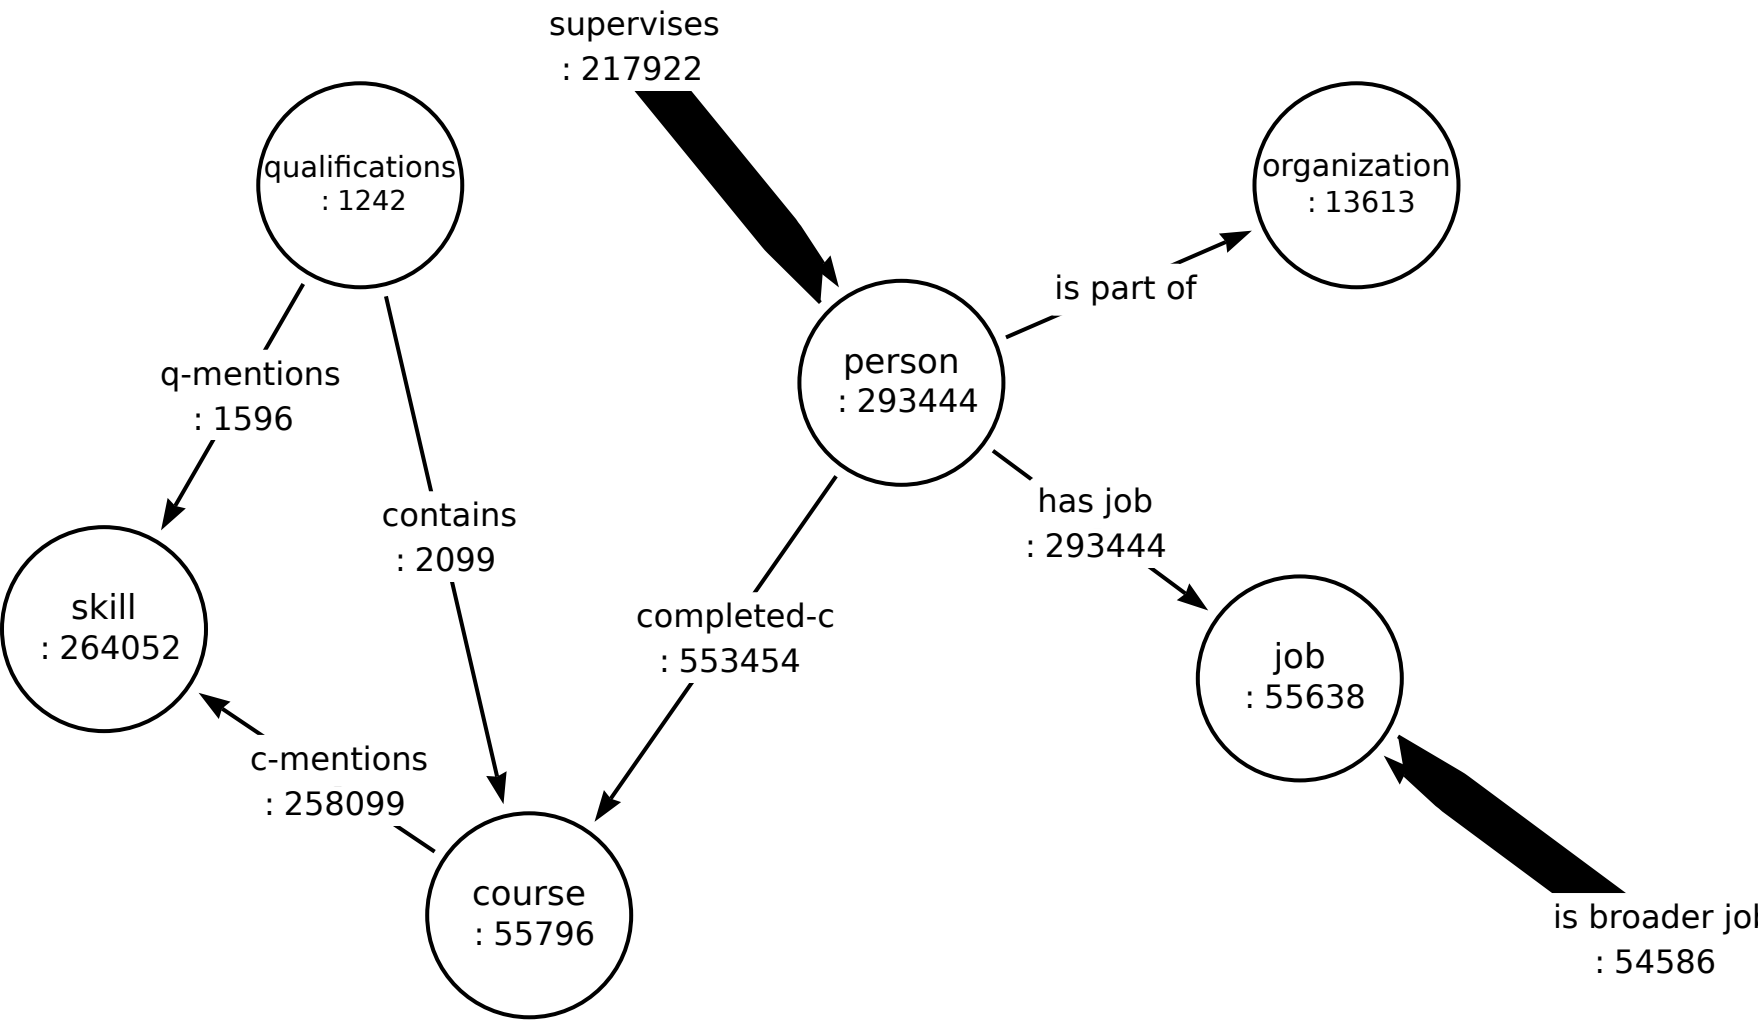 supervises
: 217922
qualifications
: 1242
organization
: 13613
is part of
person
: 293444
q-mentions
: 1596
contains
: 2099
has job
: 293444
skill
: 264052
completed-c
: 553454
job
: 55638
c-mentions
: 258099
course
: 55796
is broader job
: 54586